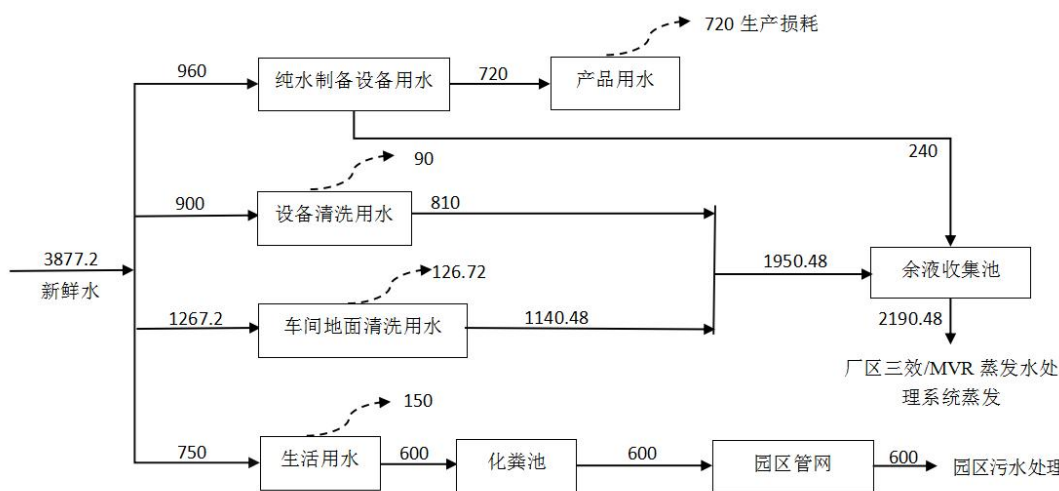 720 生产损耗
960
纯水制备设备用水
720
产品用水
240
90
900
设备清洗用水
810
3877.2
新鲜水
126.72
1267.2
车间地面清洗用水
1140.48
1950.48
余液收集池
2190.48
厂区三效/MVR 蒸发水处
理系统蒸发
150
750
生活用水
600
化粪池
600
园区管网
600
园区污水处理